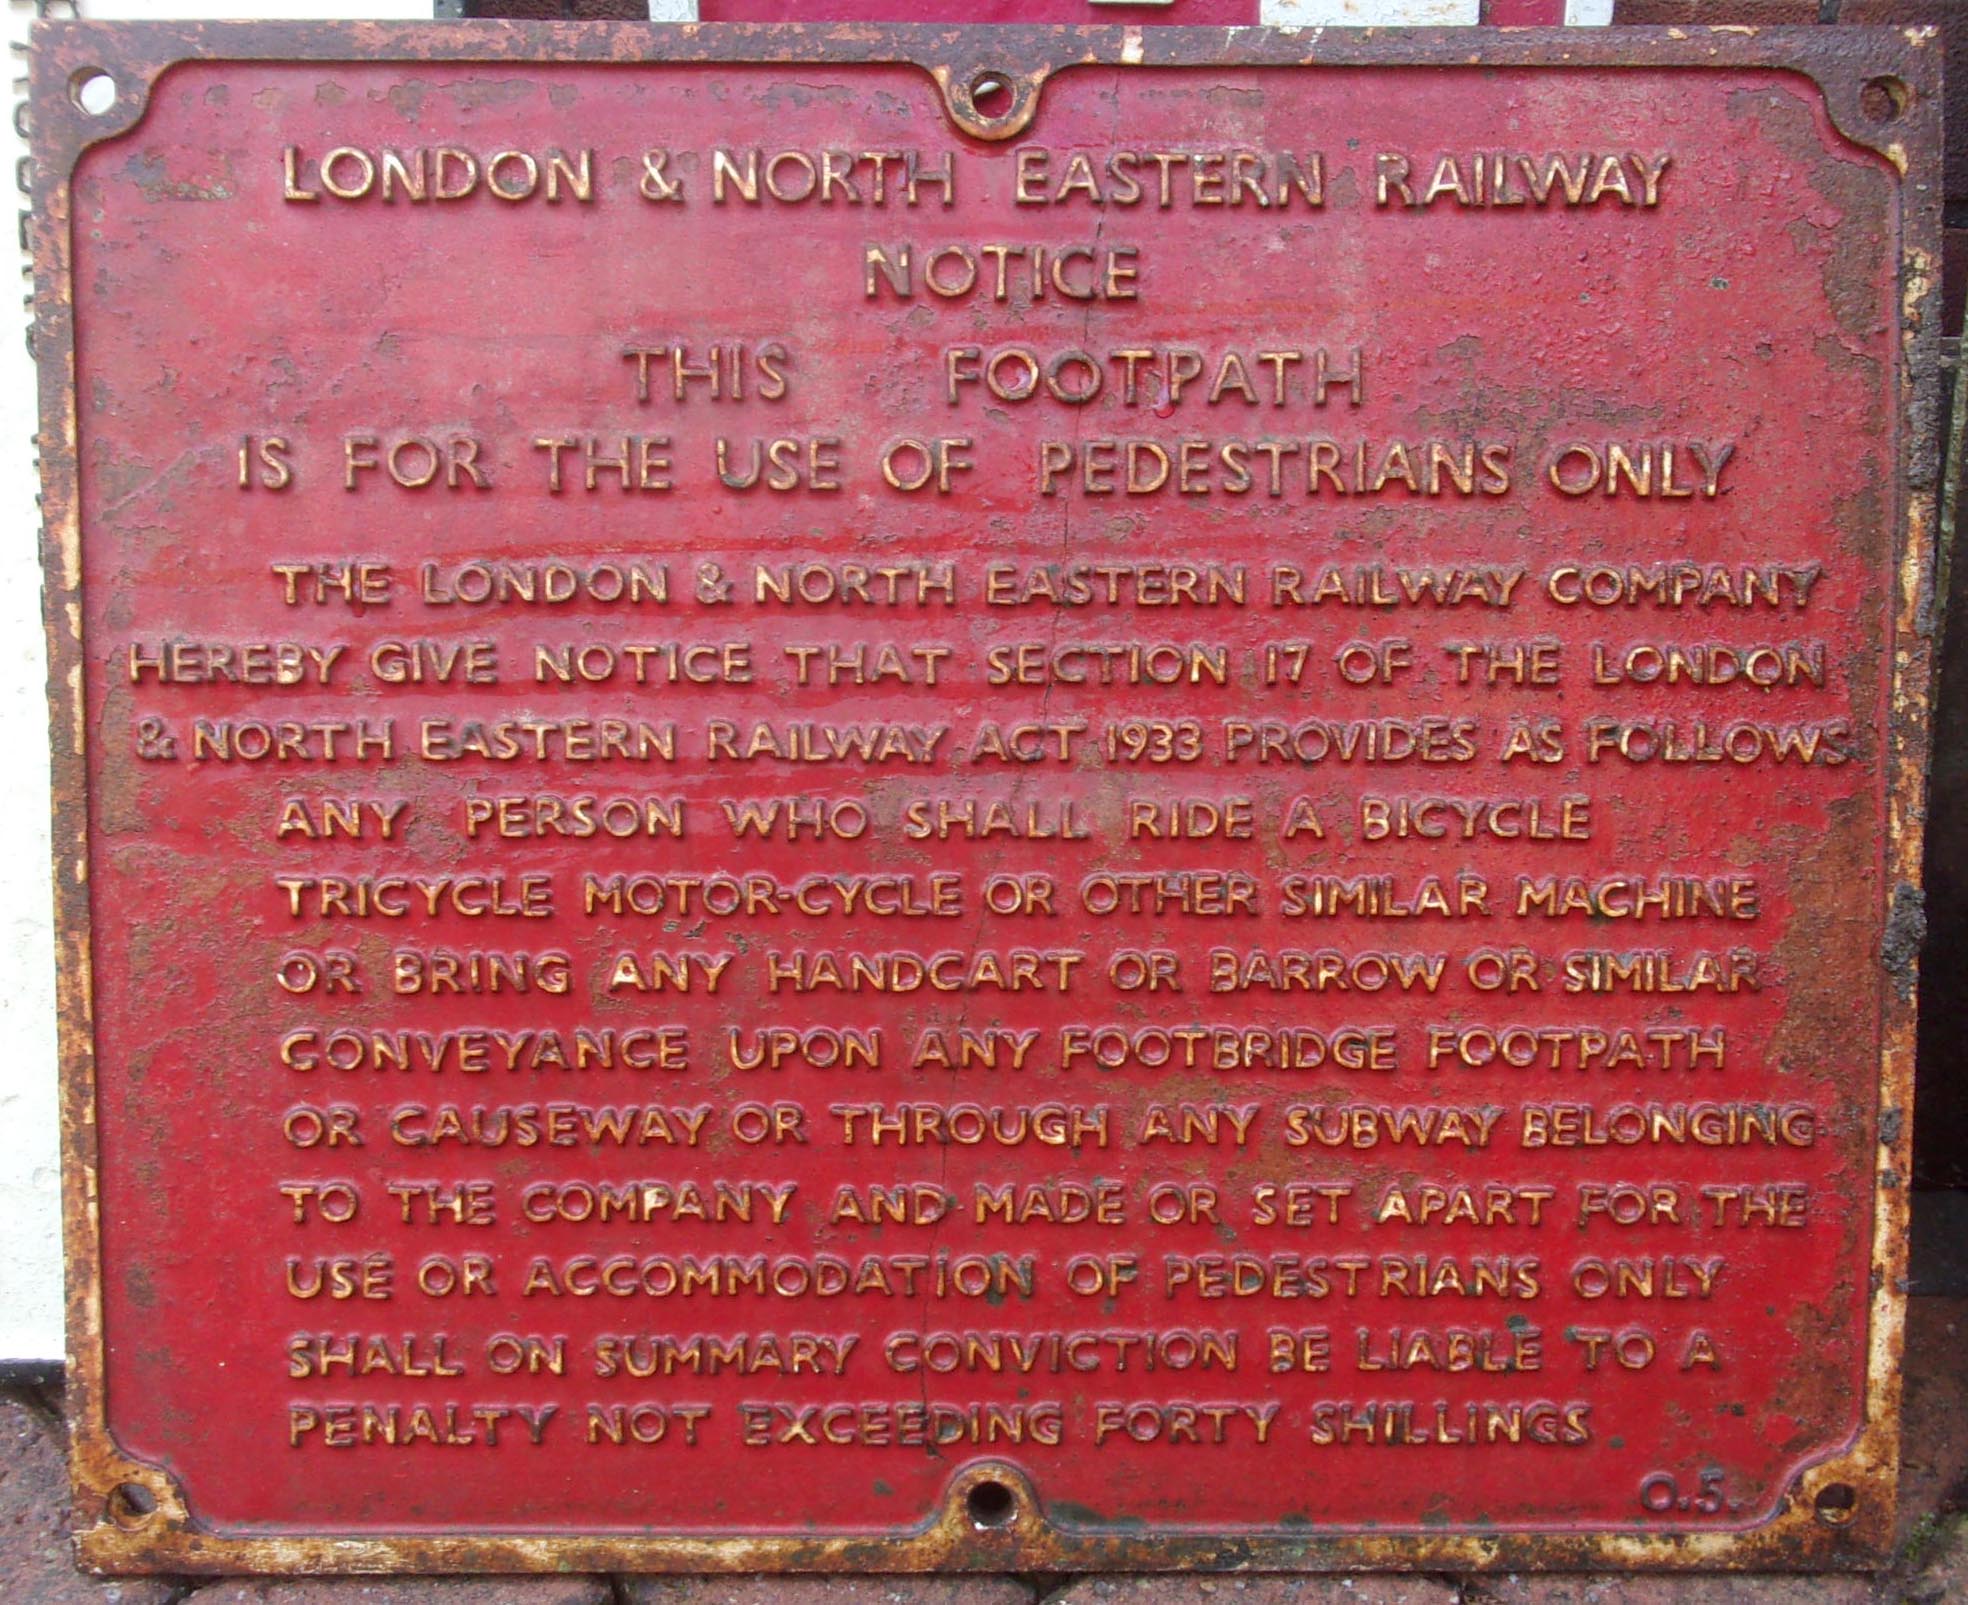 LONDON & NORTH EASTERN RAILWAY
NOTICE
THIS FOOTPATH
IS FOR THE USE OF PEDESTRIANS ONLY
THE LONDON & NORTH EASTERN RAILWAY COMPANY
HEREBY GIVE NOTICE THAT SECTION 17 OF THE LONDON
& NORTH EASTERN RAILWAY ACT 1933 PROVIDES AS FOLLOWS
ANY PERSON WHO SHALL RIDE A BICYCLE
TRICYCLE MOTOR-CYCLE OR OTHER SIMILAR MACHINE
OR BRING ANY HANDCART OR BARROW OR SIMILAR
CONVEYANCE UPON ANY FOOTBRIDGE FOOTPATH
OR CAUSEWAY OR THROUGH ANY SUBWAY BELONGING
TO THE COMPANY AND MADE OR SET APART FOR THE
USE OR ACCOMMODATION OF PEDESTRIANS ONLY
SHALL ON SUMMARY CONVICTION BE LIABLE TO A
PENALTY NOT EXCEEDING FORTY SHILLINGS
O.5.